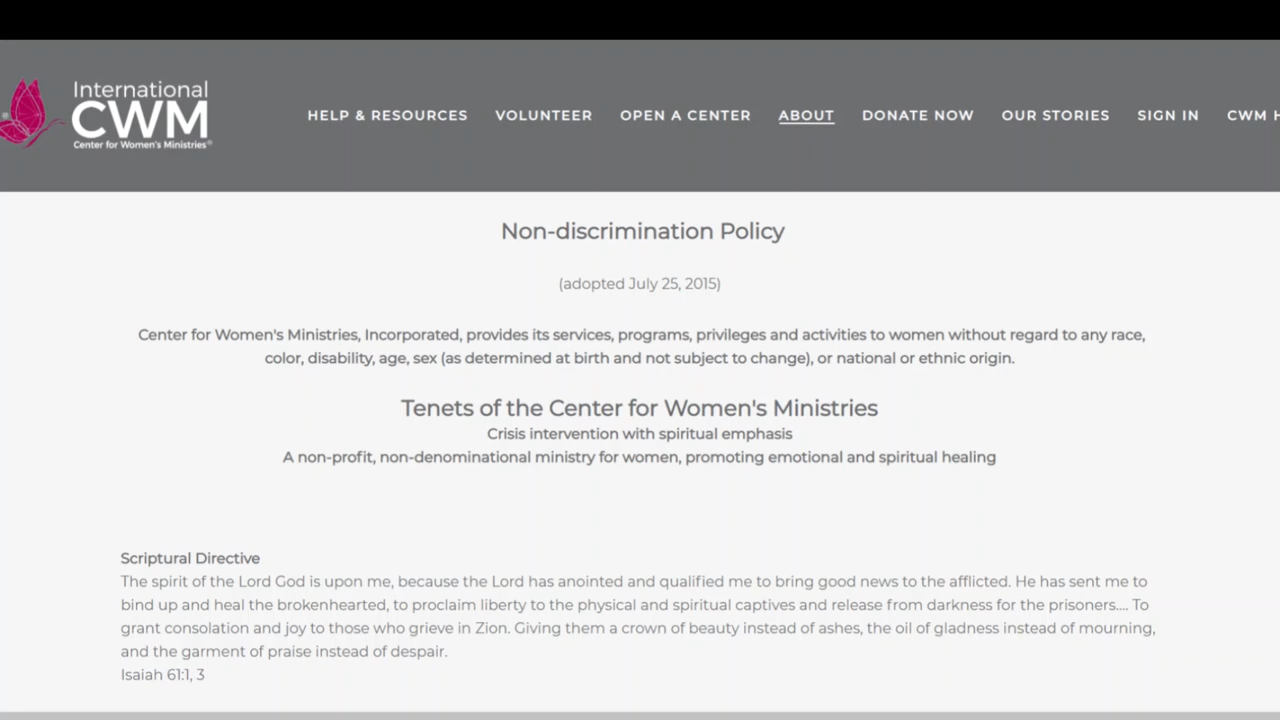 International
CWM
Center for Women's Ministries®
HELP & RESOURCES VOLUNTEER OPEN A CENTER ABOUT DONATE NOW OUR STORIES SIGN IN CWM H
Non-discrimination Policy
(adopted July 25, 2015)
Center for Women's Ministries, Incorporated, provides its services, programs, privileges and activities to women without regard to any race,
color, disability, age, sex (as determined at birth and not subject to change), or national or ethnic origin.
Tenets of the Center for Women's Ministries
Crisis intervention with spiritual emphasis
A non-profit, non-denominational ministry for women, promoting emotional and spiritual healing
Scriptural Directive
The spirit of the Lord God is upon me, because the Lord has anointed and qualified me to bring good news to the afflicted. He has sent me to
bind up and heal the brokenhearted, to proclaim liberty to the physical and spiritual captives and release from darkness for the prisoners.... To
grant consolation and joy to those who grieve in Zion. Giving them a crown of beauty instead of ashes, the oil of gladness instead of mourning,
and the garment of praise instead of despair.
Isaiah 61:1, 3